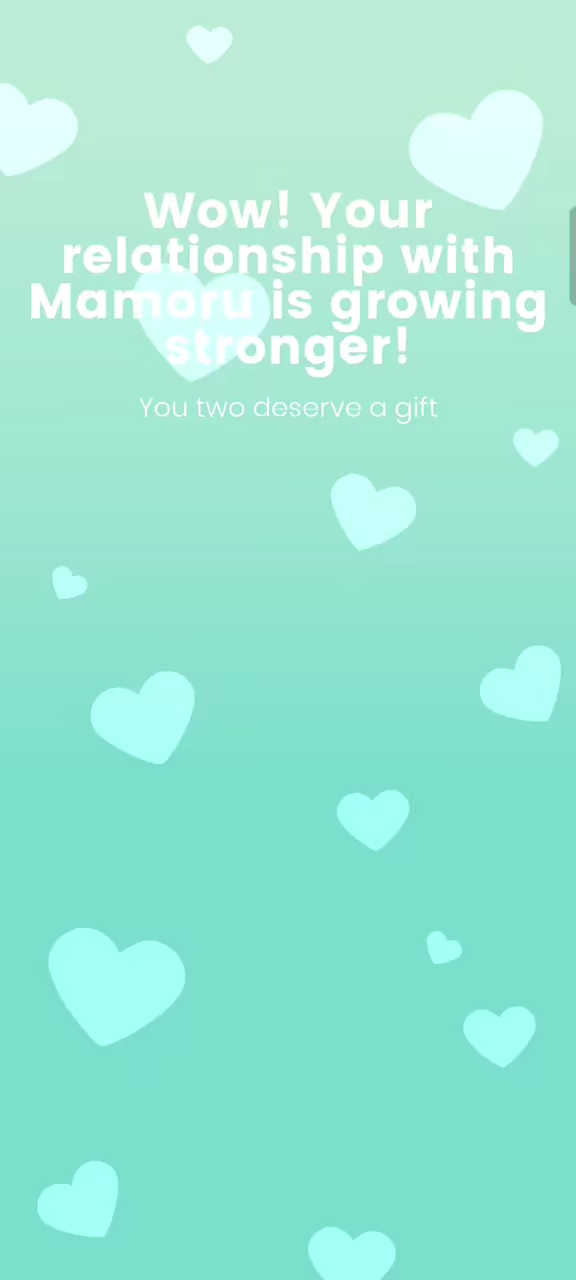 Wow! Your
relationship with
Mamoru is growing
stronger!
You two deserve a gift